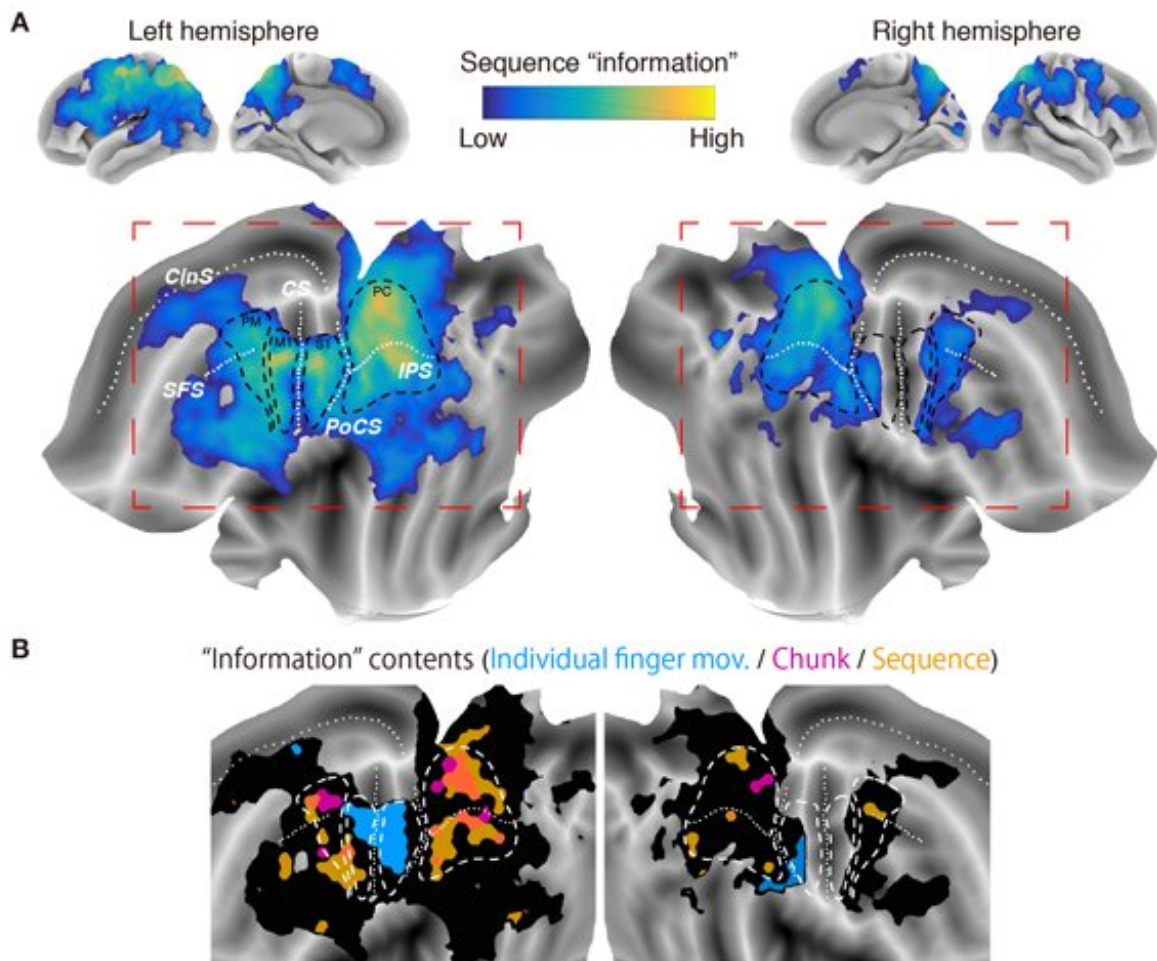 A
Left hemisphere
Right hemisphere
Sequence "information"
Low
High
CinS
CS
PM
M1
S1
PC
SFS
IPS
PoCS
B
"Information" contents (Individual finger mov. / Chunk / Sequence)